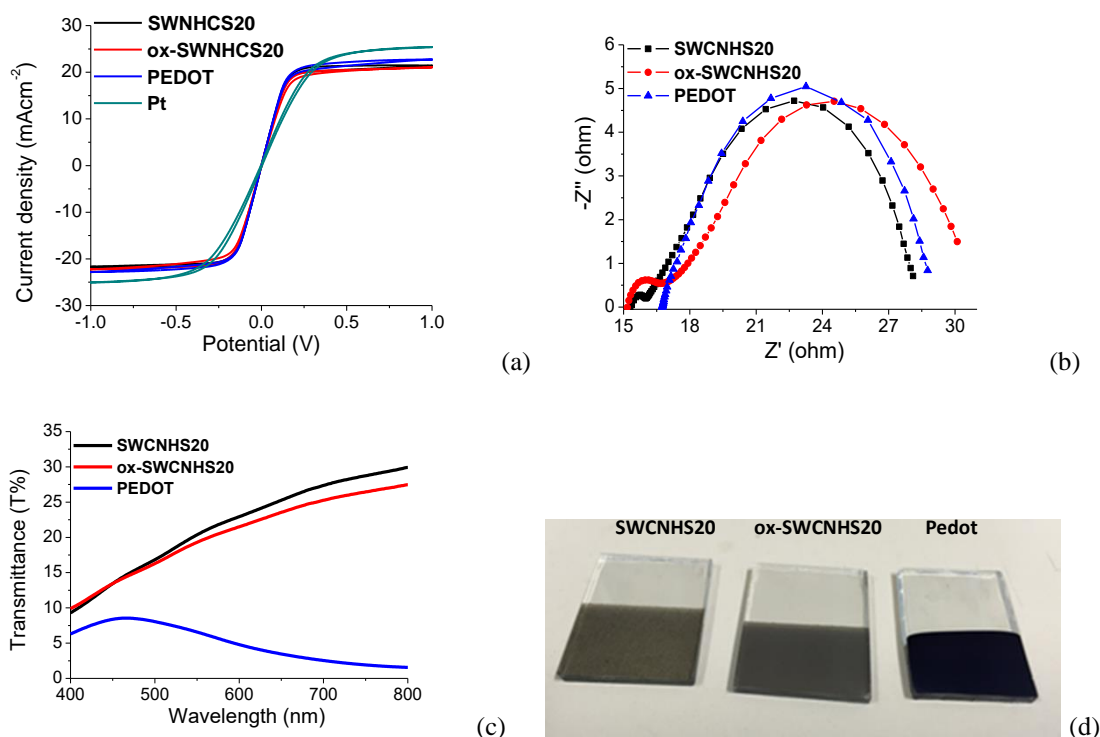 SWNHCS20
ox-SWNHCS20
PEDOT
Pt
Current density (mAcm-2)
30
20
10
0
-10
-20
-30
-1.0 -0.5 0.0 0.5 1.0
Potential (V)
(a)
SWCNHS20
ox-SWCNHS20
PEDOT
-Z'' (ohm)
6
5
4
3
2
1
0
15 18 21 24 27 30
Z' (ohm)
(b)
SWCNHS20
ox-SWCNHS20
PEDOT
Transmittance (T%)
35
30
25
20
15
10
5
0
400 500 600 700 800
Wavelength (nm)
(c)
SWCNHS20 ox-SWCNHS20 Pedot
(d)